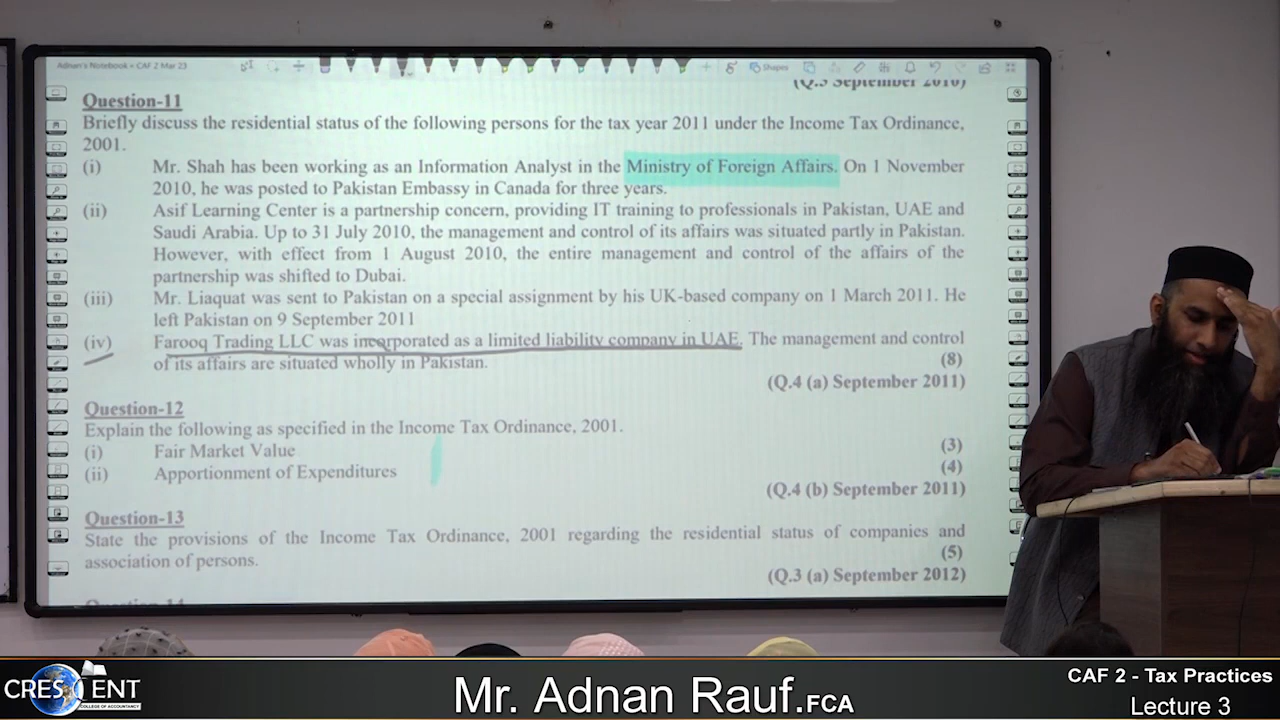 Adnan's Notebook • CAF 2 Mar 23
Shapes
(Q.3 September 2010)
Question-11
Briefly discuss the residential status of the following persons for the tax year 2011 under the Income Tax Ordinance,
2001.
(i) Mr. Shah has been working as an Information Analyst in the Ministry of Foreign Affairs. On 1 November
2010, he was posted to Pakistan Embassy in Canada for three years.
(ii) Asif Learning Center is a partnership concern, providing IT training to professionals in Pakistan, UAE and
Saudi Arabia. Up to 31 July 2010, the management and control of its affairs was situated partly in Pakistan.
However, with effect from 1 August 2010, the entire management and control of the affairs of the
partnership was shifted to Dubai.
(iii) Mr. Liaquat was sent to Pakistan on a special assignment by his UK-based company on 1 March 2011. He
left Pakistan on 9 September 2011
(iv) Farooq Trading LLC was incorporated as a limited liability company in UAE. The management and control
of its affairs are situated wholly in Pakistan. (8)
(Q.4 (a) September 2011)
Question-12
Explain the following as specified in the Income Tax Ordinance, 2001.
(i) Fair Market Value (3)
(ii) Apportionment of Expenditures (4)
(Q.4 (b) September 2011)
Question-13
State the provisions of the Income Tax Ordinance, 2001 regarding the residential status of companies and
association of persons. (5)
(Q.3 (a) September 2012)
CRESCENT
COLLEGE OF ACCOUNTANCY
Mr. Adnan Rauf.FCA
CAF 2 - Tax Practices
Lecture 3